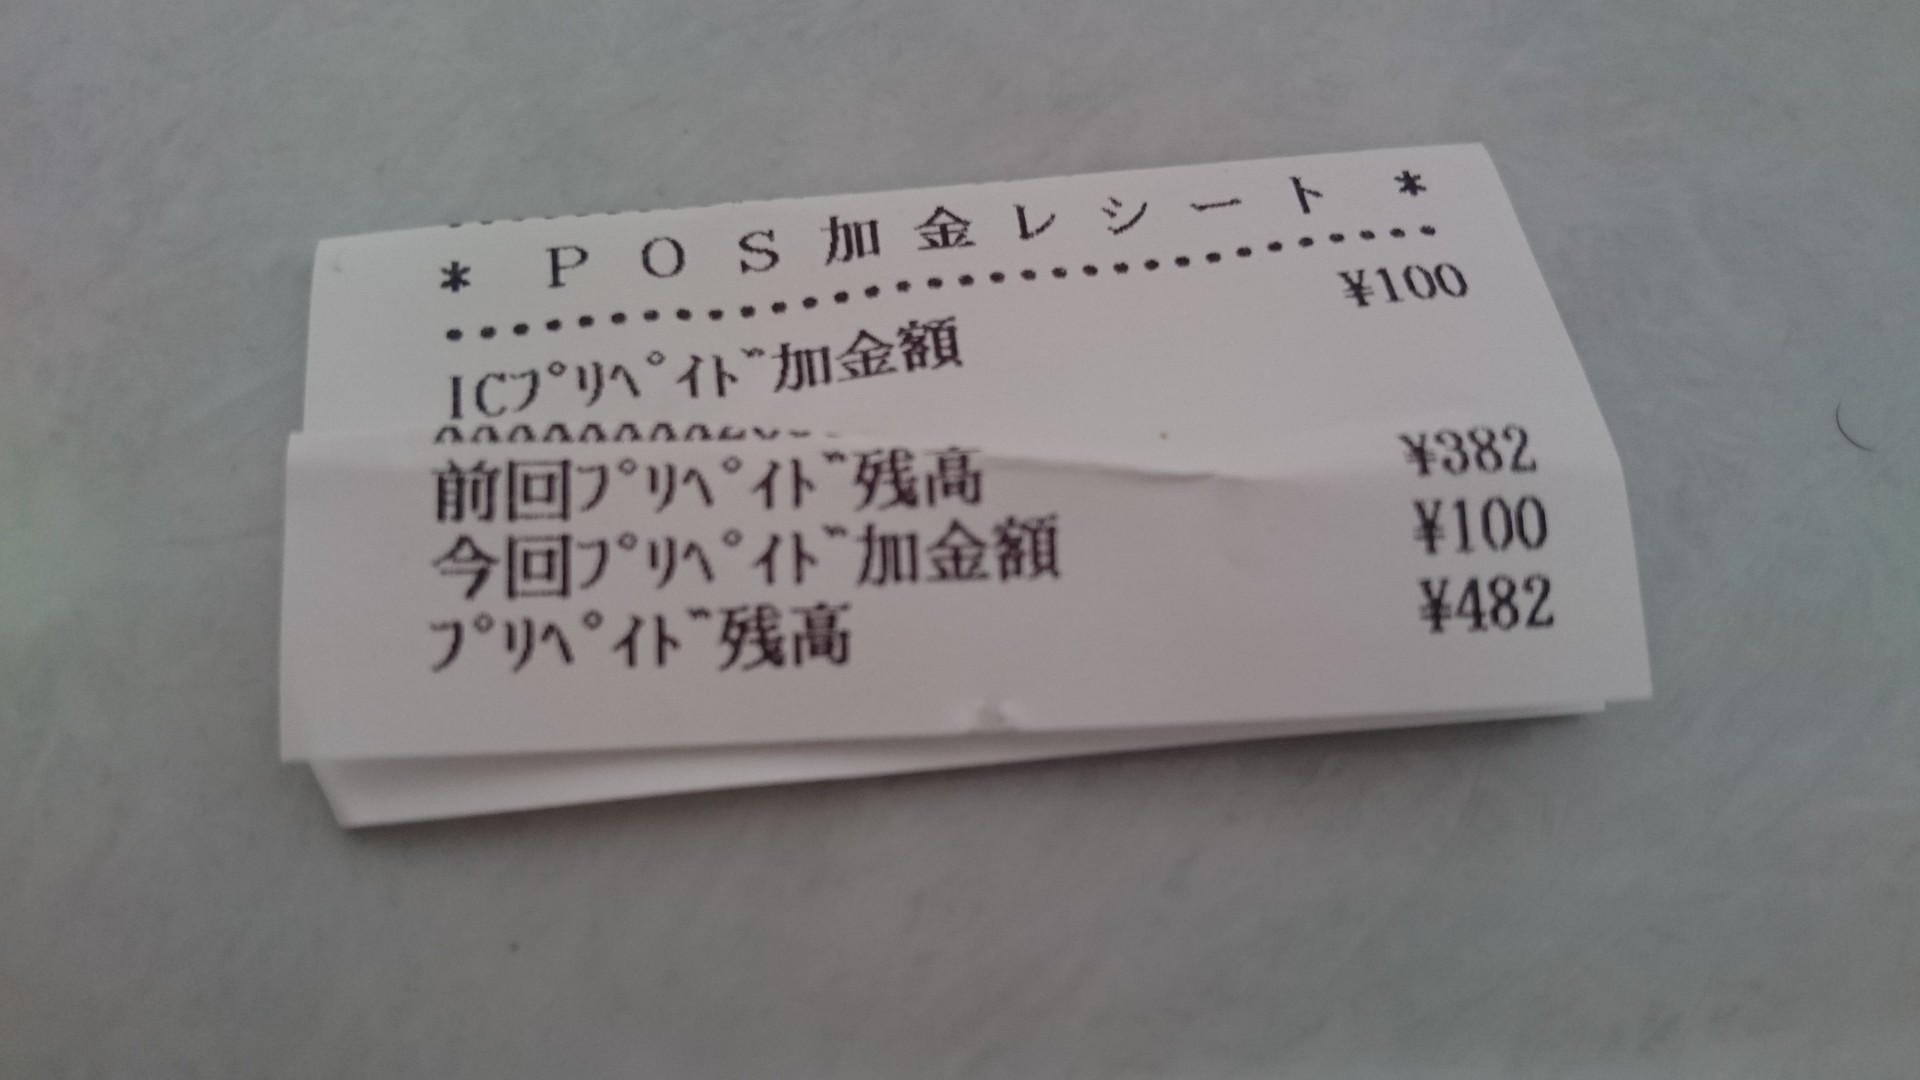 * POS加金レシート *
ICﾌﾟﾘﾍﾟｲﾄﾞ加金額 ¥100
前回ﾌﾟﾘﾍﾟｲﾄﾞ残高 ¥382
今回ﾌﾟﾘﾍﾟｲﾄﾞ加金額 ¥100
ﾌﾟﾘﾍﾟｲﾄﾞ残高 ¥482